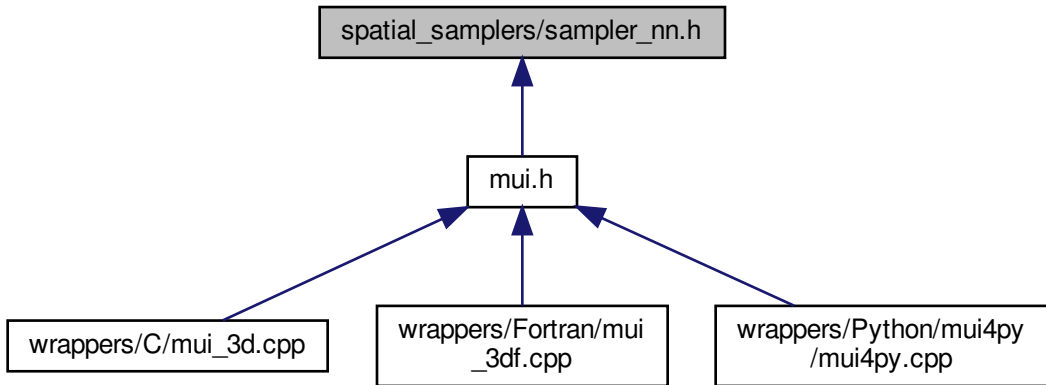 spatial_samplers/sampler_nn.h
mui.h
wrappers/C/mui_3d.cpp
wrappers/Fortran/mui
_3df.cpp
wrappers/Python/mui4py
/mui4py.cpp